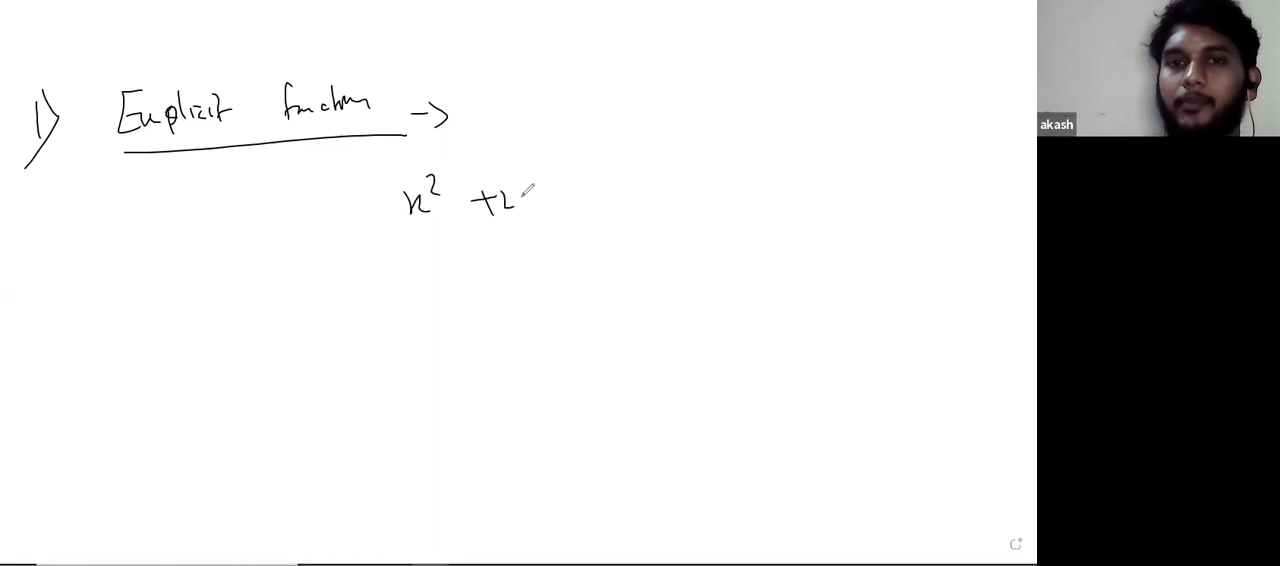 1) Explicit function →
x² +2
akash